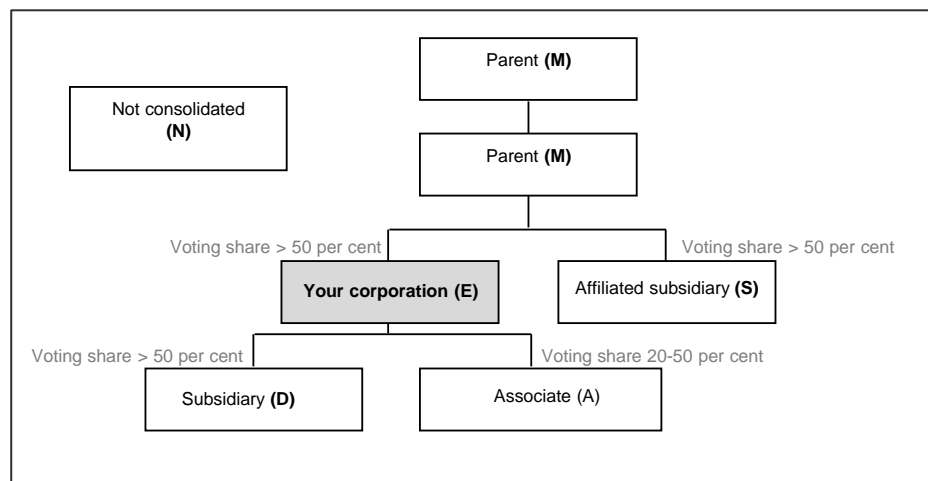 Parent (M)
Not consolidated
(N)
Parent (M)
Voting share > 50 per cent
Voting share > 50 per cent
Your corporation (E)
Affiliated subsidiary (S)
Voting share > 50 per cent
Voting share 20-50 per cent
Subsidiary (D)
Associate (A)